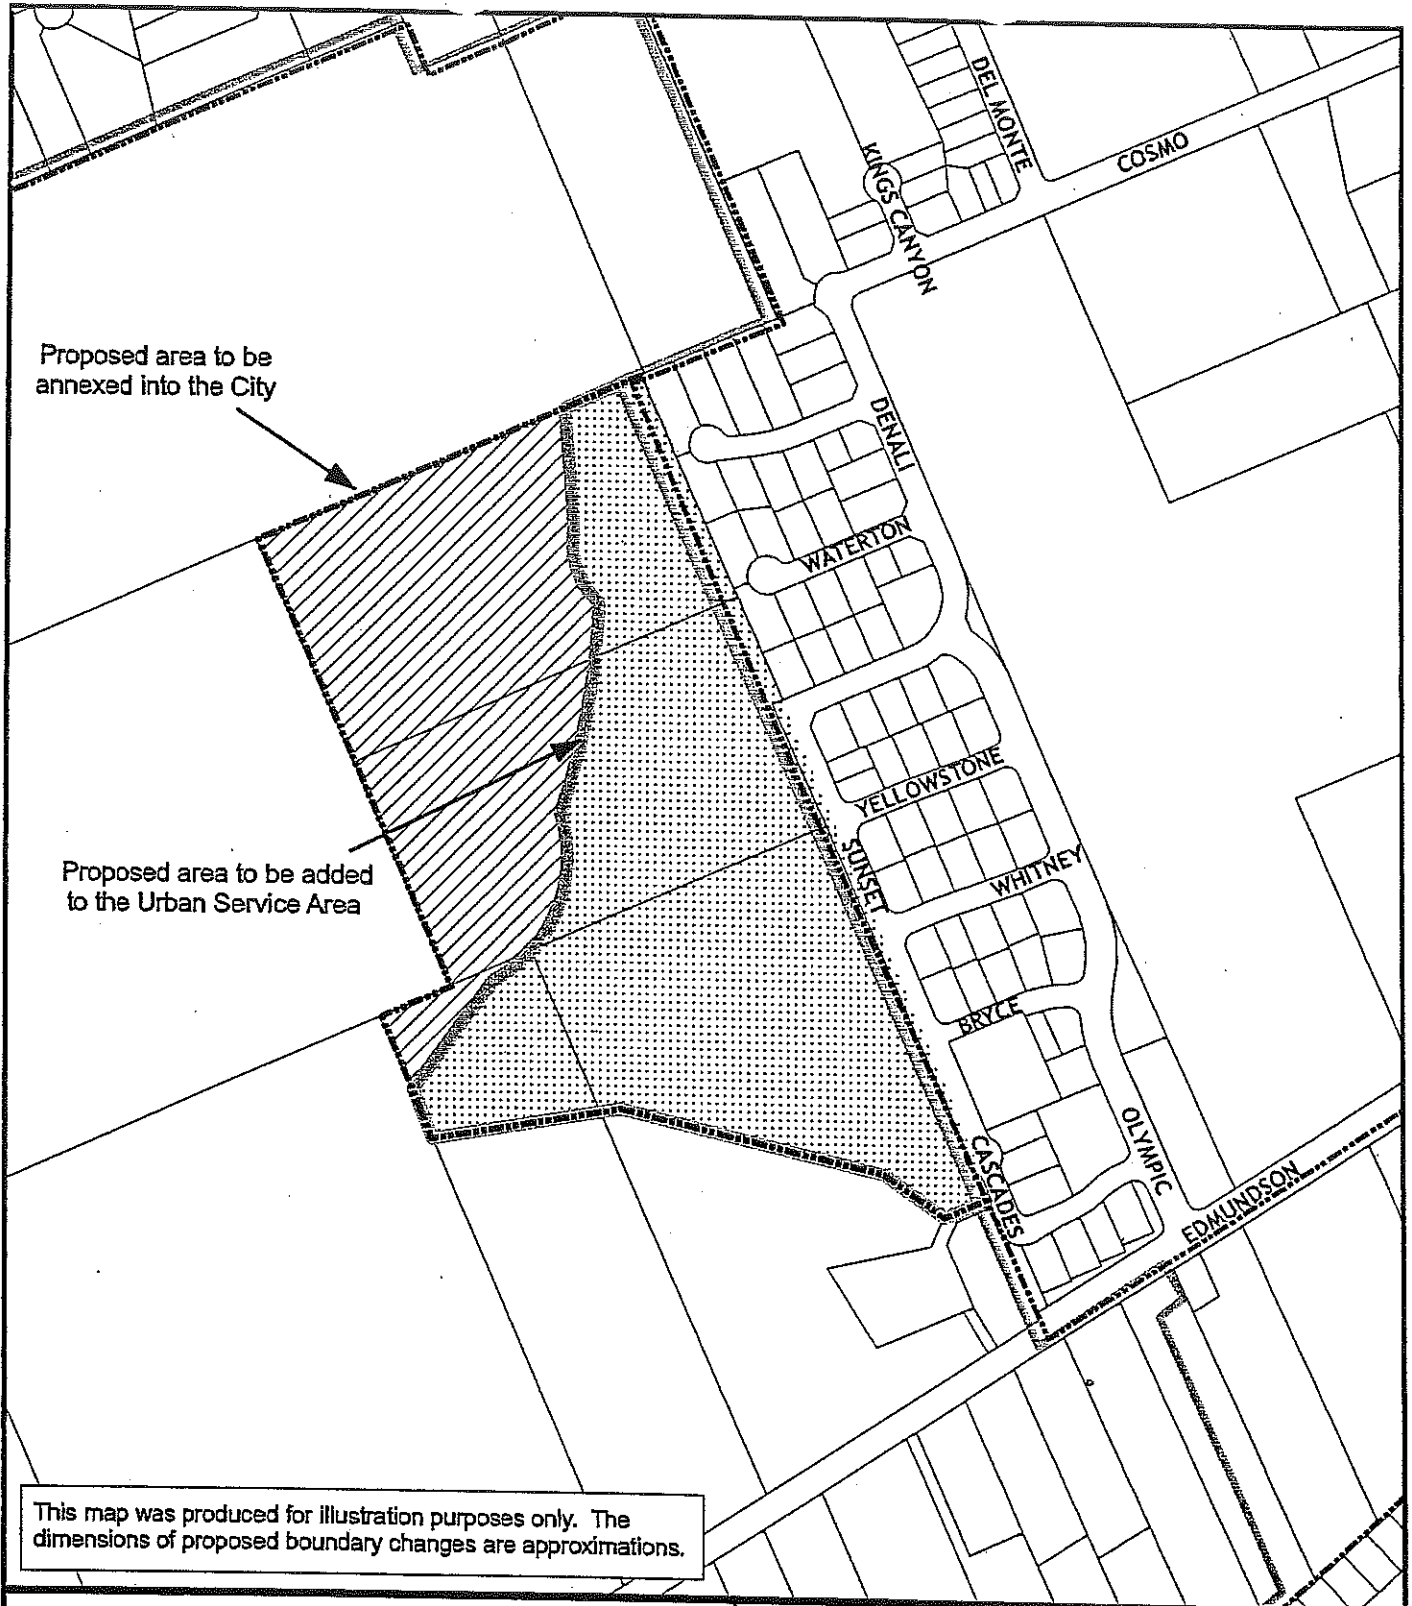 DEL MONTE
COSMO
KINGS CANYON
Proposed area to be
annexed into the City
DENALI
WATERTON
YELLOWSTONE
SUNSET
WHITNEY
Proposed area to be added
to the Urban Service Area
BRYCE
OLYMPIC
CASCADES
EDMUNDSON
This map was produced for illustration purposes only. The
dimensions of proposed boundary changes are approximations.